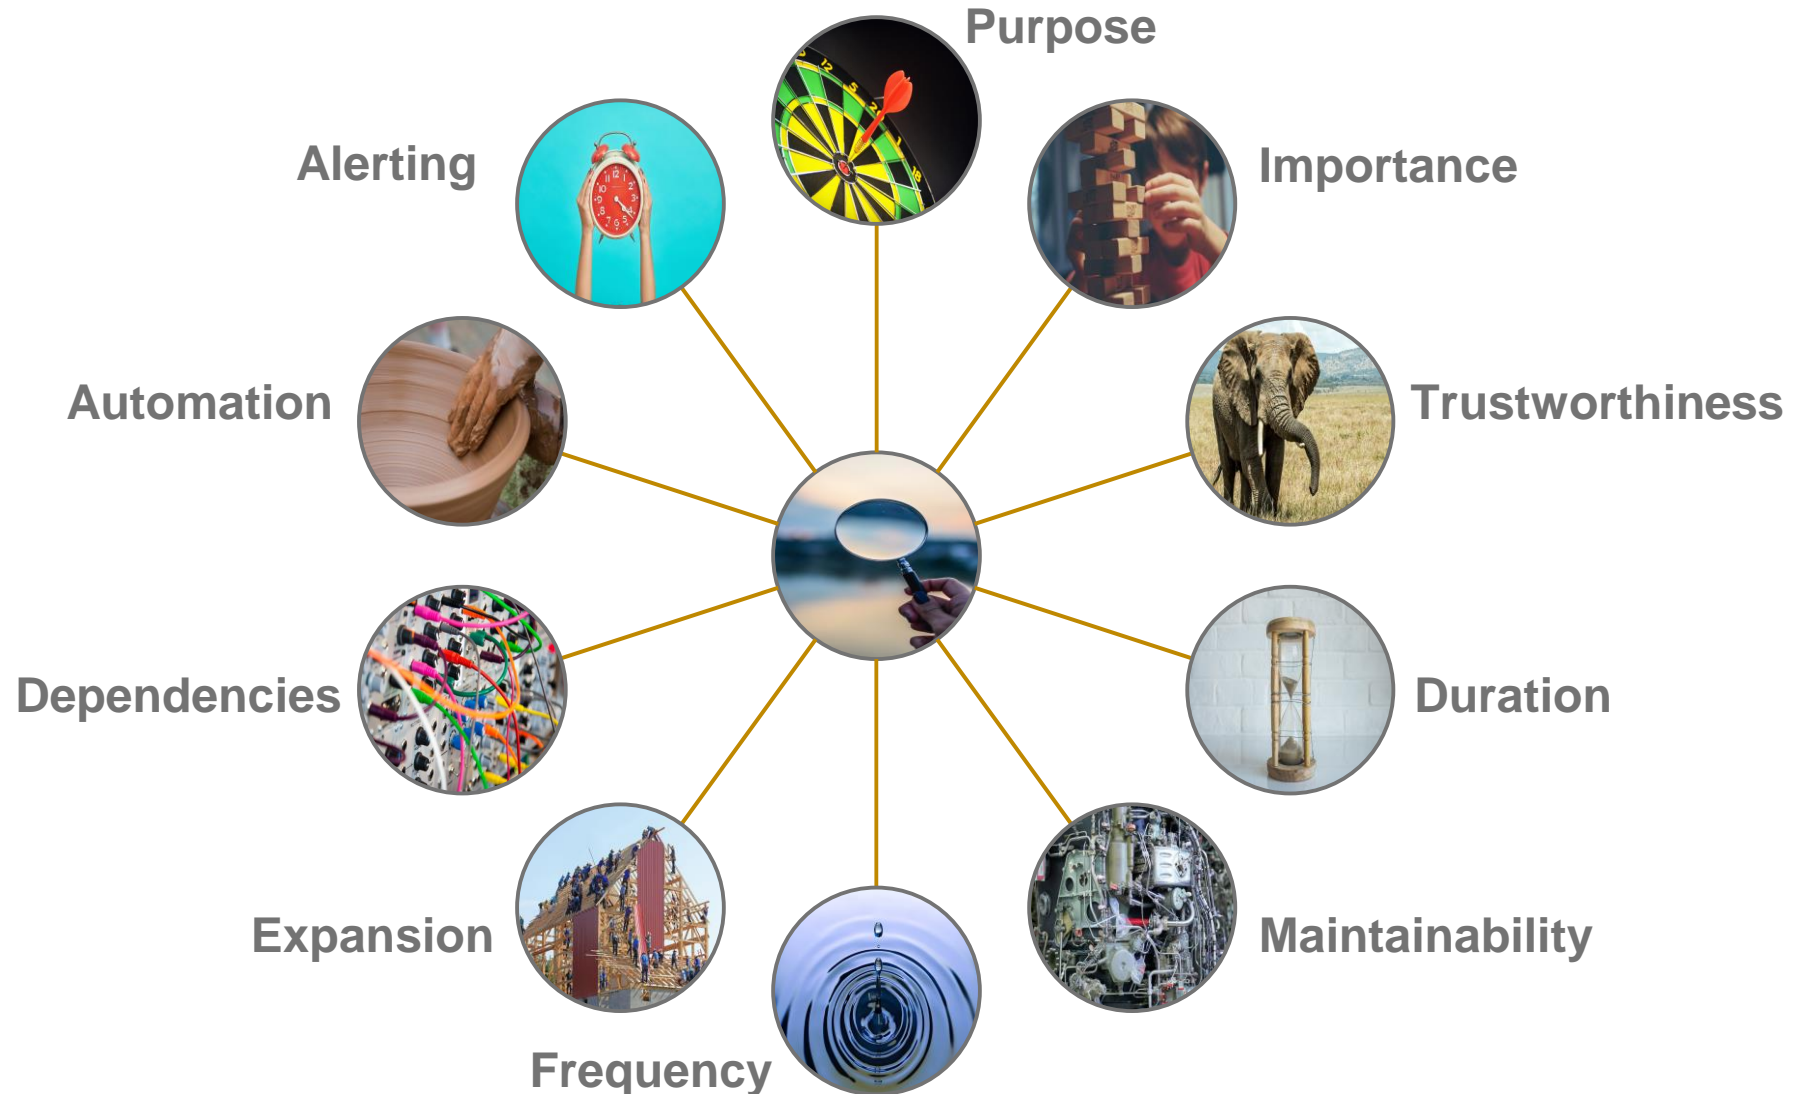 Purpose
Importance
Trustworthiness
Duration
Maintainability
Frequency
Expansion
Dependencies
Automation
Alerting